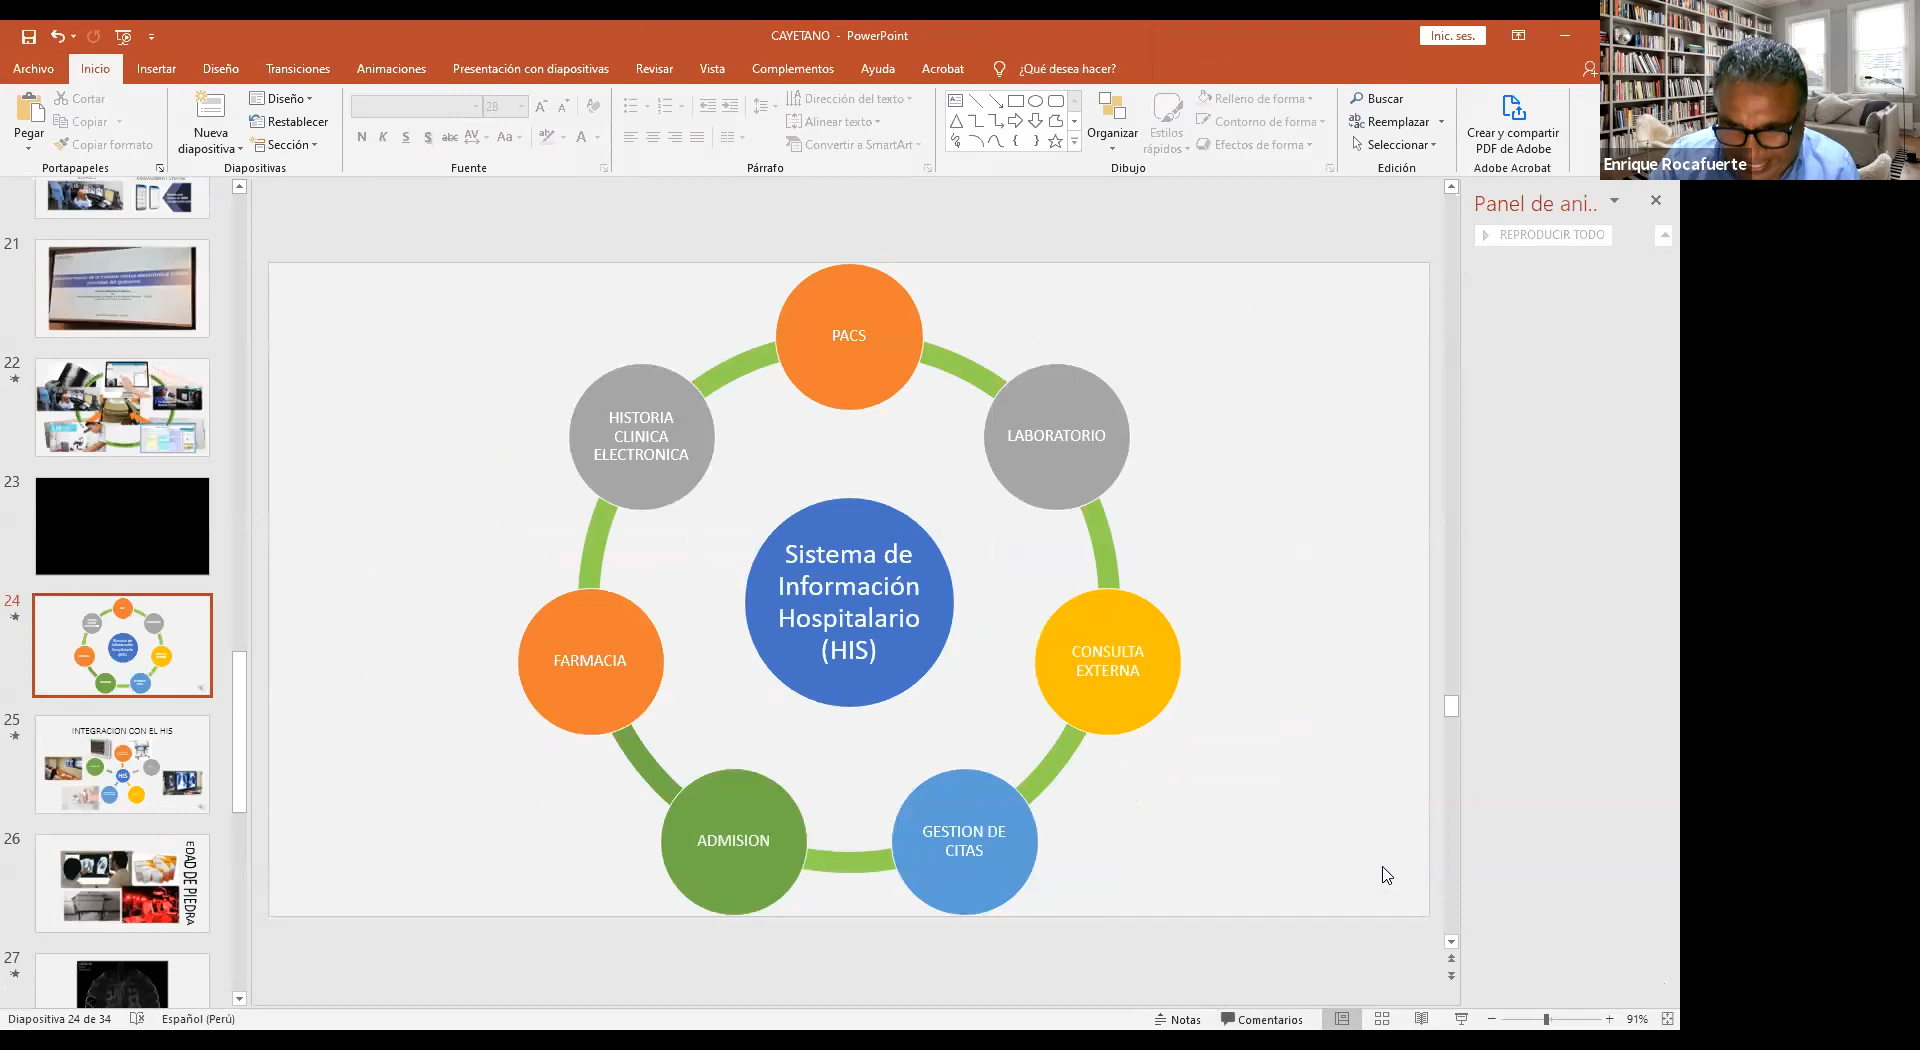 CAYETANO - PowerPoint
Inic. ses.
Archivo
Inicio
Insertar
Diseño
Transiciones
Animaciones
Presentación con diapositivas
Revisar
Vista
Complementos
Ayuda
Acrobat
¿Qué desea hacer?
Pegar
Cortar
Copiar
Copiar formato
Portapapeles
Nueva
diapositiva
Diseño
Restablecer
Sección
Diapositivas
28
N K S S abc AV Aa A
Fuente
Dirección del texto
Alinear texto
Convertir a SmartArt
Párrafo
Organizar
Estilos
rápidos
Relleno de forma
Contorno de forma
Efectos de forma
Dibujo
Buscar
Reemplazar
Seleccionar
Edición
Crear y compartir
PDF de Adobe
Adobe Acrobat
Enrique Rocafuerte
Panel de ani..
REPRODUCIR TODO
21
22
23
24
25
INTEGRACION CON EL HIS
HIS
26
EDAD DE PIEDRA
27
PACS
HISTORIA
CLINICA
ELECTRONICA
LABORATORIO
Sistema de
Información
Hospitalario
(HIS)
FARMACIA
CONSULTA
EXTERNA
ADMISION
GESTION DE
CITAS
Diapositiva 24 de 34
Español (Perú)
Notas
Comentarios
91%